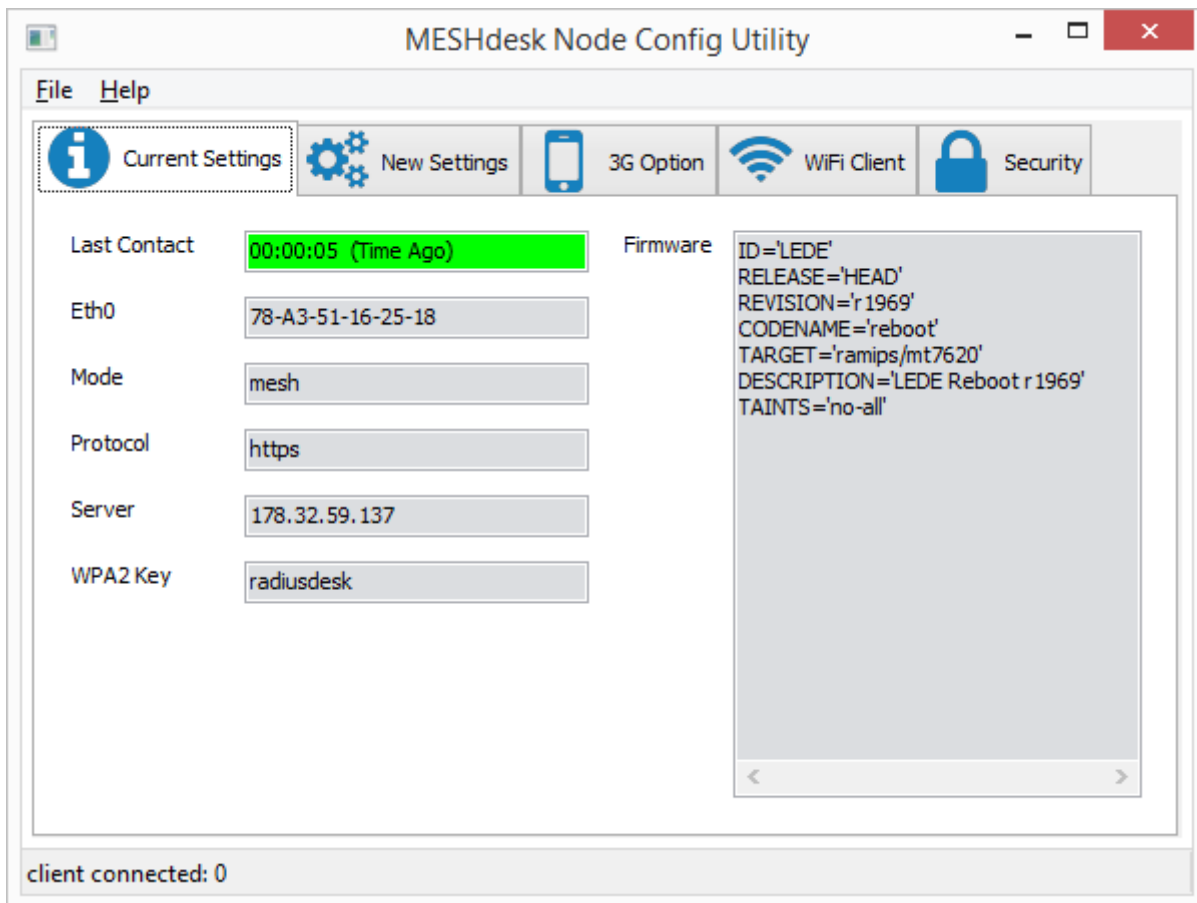 MESHdesk Node Config Utility
File Help
Current Settings
New Settings
3G Option
WiFi Client
Security
Last Contact
00:00:05 (Time Ago)
Eth0
78-A3-51-16-25-18
Mode
mesh
Protocol
https
Server
178.32.59.137
WPA2 Key
radiusdesk
Firmware
ID='LEDE'
RELEASE='HEAD'
REVISION='r1969'
CODENAME='reboot'
TARGET='ramips/mt7620'
DESCRIPTION='LEDE Reboot r1969'
TAINTS='no-all'
client connected: 0